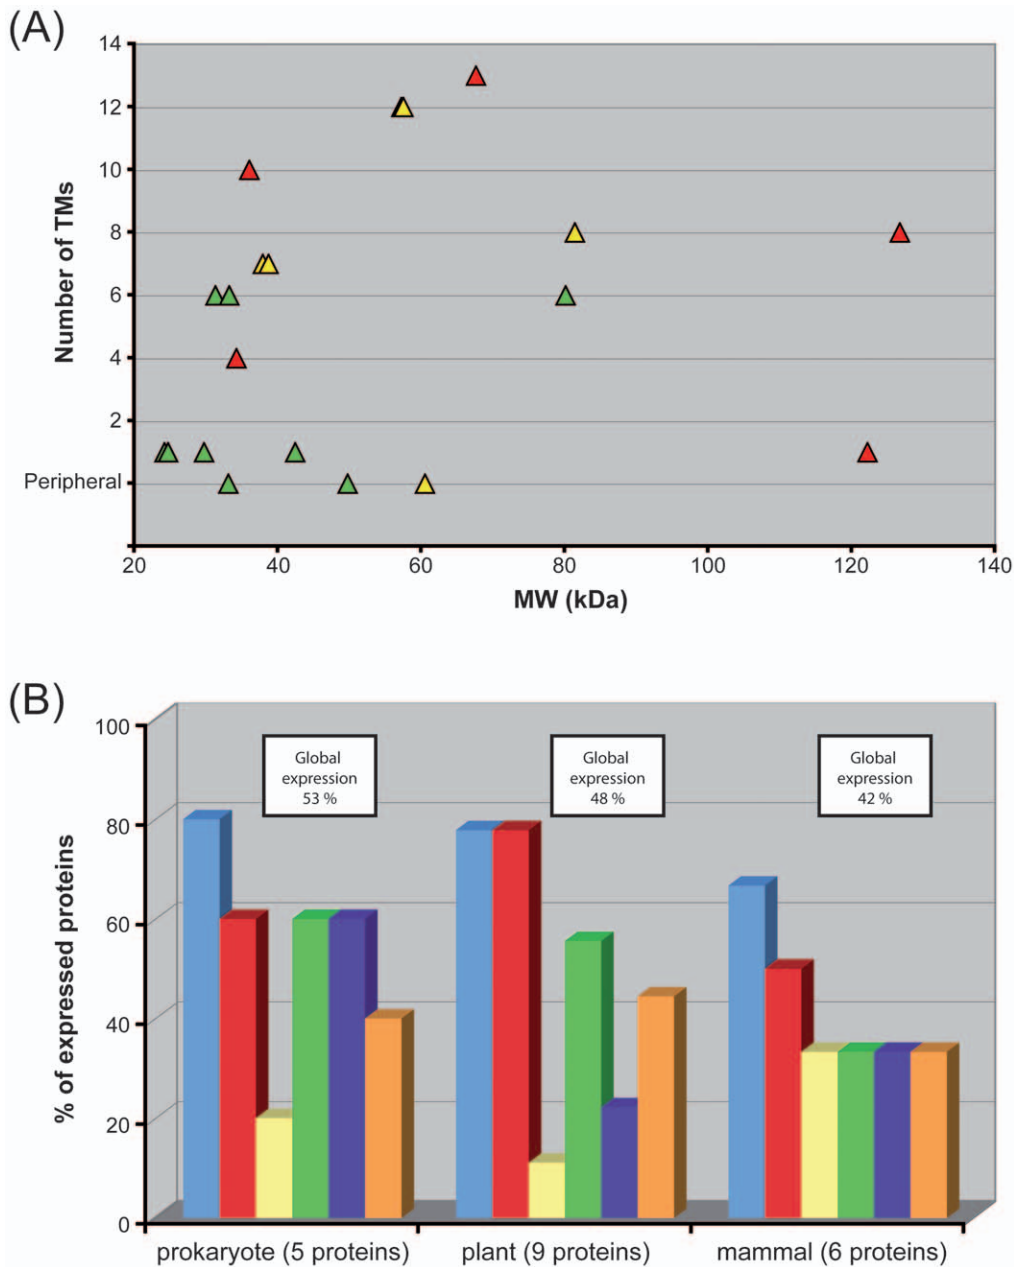 (A)
14
12
10
8
6
4
2
Peripheral
Number of TMs
20 40 60 80 100 120 140
MW (kDa)
(B)
100
80
60
40
20
0
% of expressed proteins
Global
expression
53 %
Global
expression
48 %
Global
expression
42 %
prokaryote (5 proteins) plant (9 proteins) mammal (6 proteins)